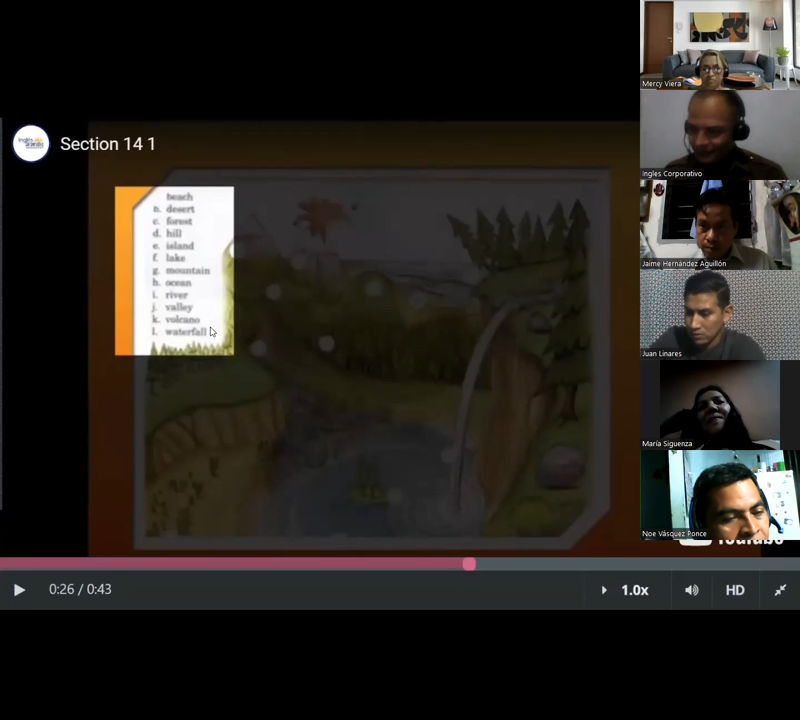 Section 14 1
beach
b. desert
c. forest
d. hill
e. island
f. lake
g. mountain
h. ocean
i. river
j. valley
k. volcano
l. waterfall
0:26 / 0:43
1.0x
HD
Mercy Viera
Ingles Corporativo
Jaime Hernández Aguillón
Juan Linares
María Siguenza
Noe Vásquez Ponce